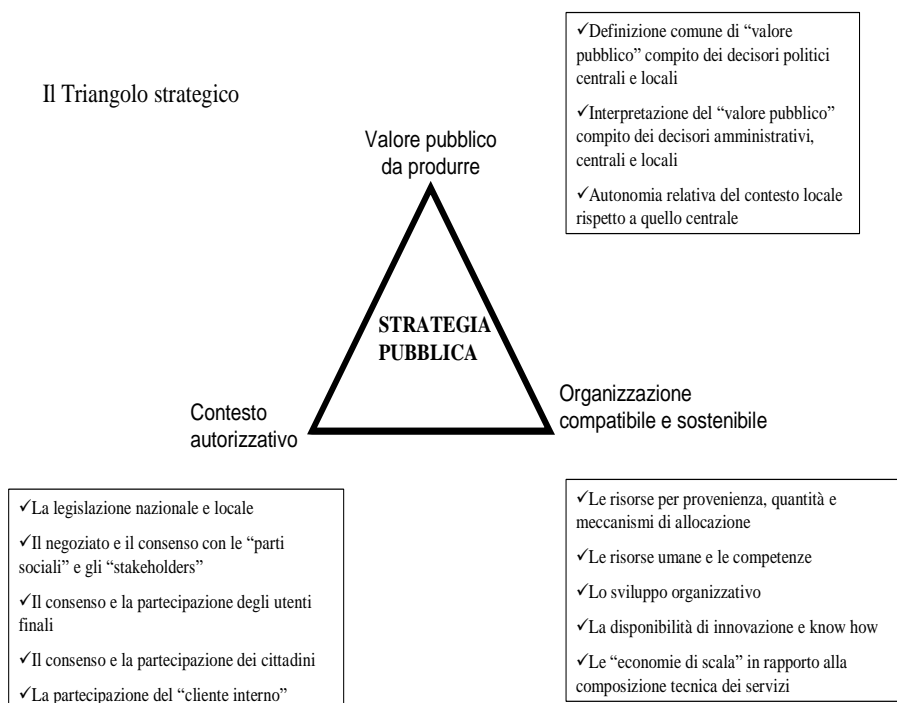 Il Triangolo strategico
✓Definizione comune di “valore
pubblico” compito dei decisori politici
centrali e locali
✓Interpretazione del “valore pubblico”
compito dei decisori amministrativi,
centrali e locali
✓Autonomia relativa del contesto locale
rispetto a quello centrale
Valore pubblico
da produrre
STRATEGIA
PUBBLICA
Contesto
autorizzativo
Organizzazione
compatibile e sostenibile
✓La legislazione nazionale e locale
✓Il negoziato e il consenso con le “parti
sociali” e gli “stakeholders”
✓Il consenso e la partecipazione degli utenti
finali
✓Il consenso e la partecipazione dei cittadini
✓La partecipazione del “cliente interno”
✓Le risorse per provenienza, quantità e
meccanismi di allocazione
✓Le risorse umane e le competenze
✓Lo sviluppo organizzativo
✓La disponibilità di innovazione e know how
✓Le “economie di scala” in rapporto alla
composizione tecnica dei servizi